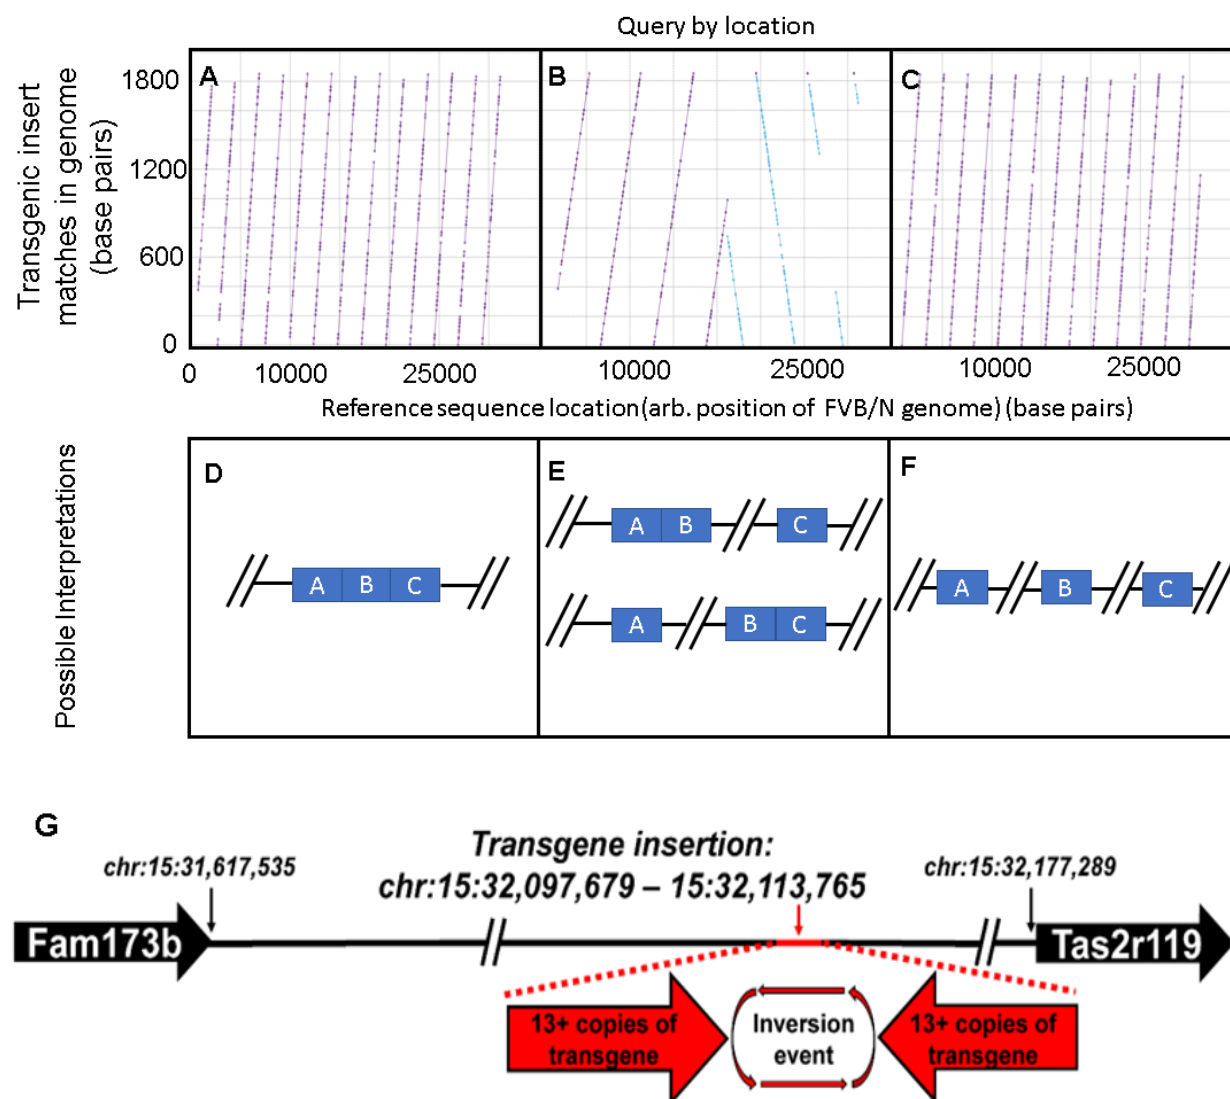 Query by location
Transgenic insert
matches in genome
(base pairs)
A
B
C
1800
1200
600
0
0
10000
25000
10000
25000
10000
25000
Reference sequence location(arb. position of FVB/N genome) (base pairs)
Possible Interpretations
D
A B C
E
A B C
A B C
F
A B C
G
Transgene insertion:
chr:15:32,097,679 – 15:32,113,765
chr:15:31,617,535
chr:15:32,177,289
Fam173b
Tas2r119
13+ copies of
transgene
Inversion
event
13+ copies of
transgene